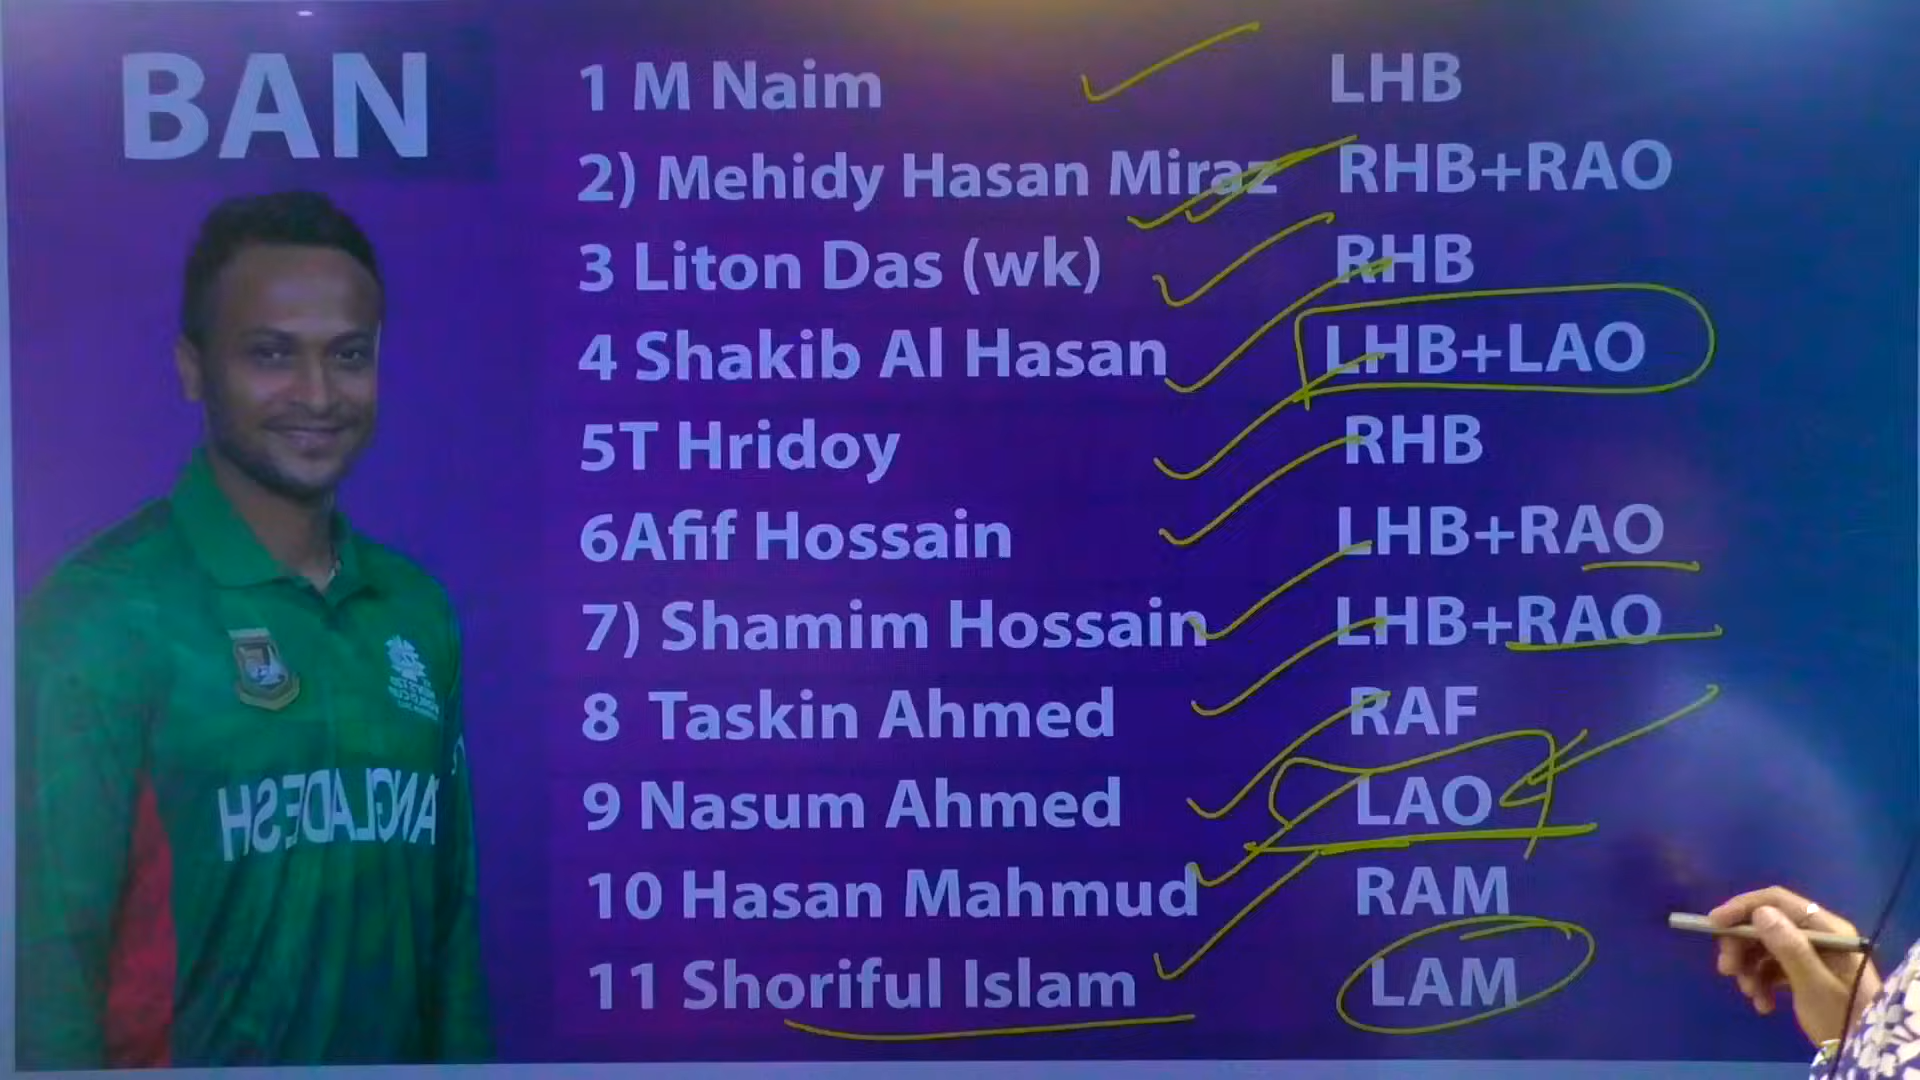 BAN
1 M Naim LHB
2) Mehidy Hasan Miraz RHB+RAO
3 Liton Das (wk) RHB
4 Shakib Al Hasan LHB+LAO
5T Hridoy RHB
6Afif Hossain LHB+RAO
7) Shamim Hossain LHB+RAO
8 Taskin Ahmed RAF
9 Nasum Ahmed LAO
10 Hasan Mahmud RAM
11 Shoriful Islam LAM
BANGLADESH